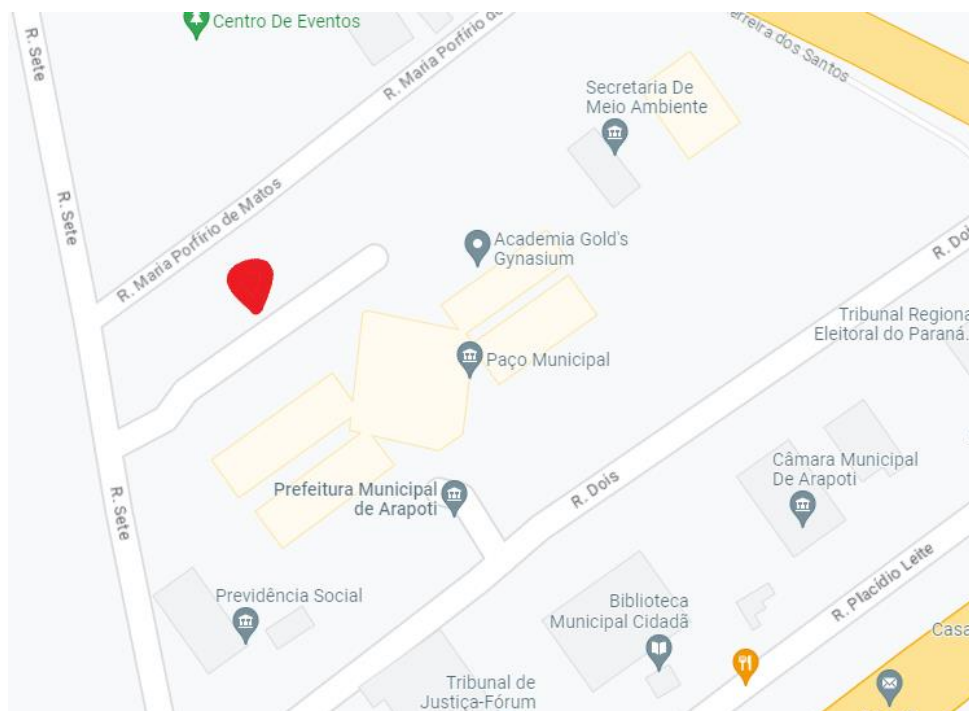 Centro De Eventos
R. Sete
R. Maria Porfírio de
erreira dos Santos
Secretaria De
Meio Ambiente
R. Sete
R. Maria Porfírio de Matos
Academia Gold's
Gynasium
R. Doi
Tribunal Regiona
Eleitoral do Paraná.
Paço Municipal
Câmara Municipal
De Arapoti
Prefeitura Municipal
de Arapoti
R. Dois
R. Sete
R. Placídio Leite
Previdência Social
Biblioteca
Municipal Cidadã
Casa
Tribunal de
Justiça-Fórum